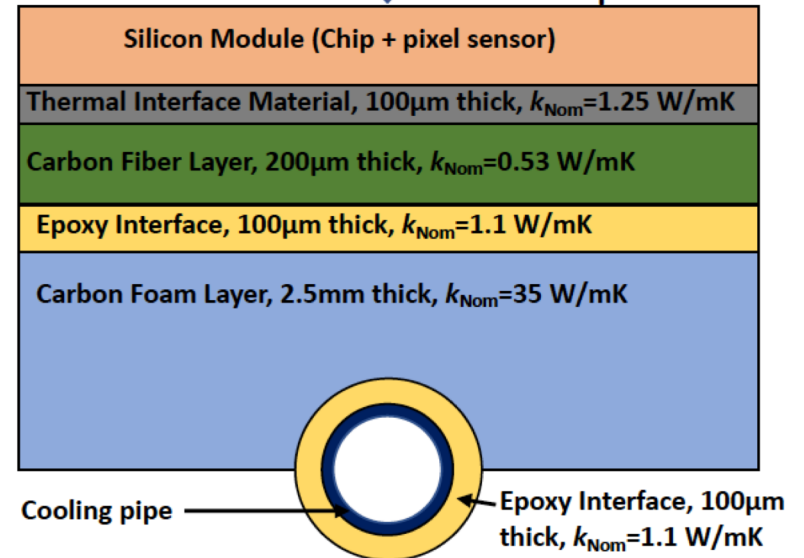 Silicon Module (Chip + pixel sensor)
Thermal Interface Material, 100μm thick, kNom=1.25 W/mK
Carbon Fiber Layer, 200μm thick, kNom=0.53 W/mK
Epoxy Interface, 100μm thick, kNom=1.1 W/mK
Carbon Foam Layer, 2.5mm thick, kNom=35 W/mK
Cooling pipe
Epoxy Interface, 100μm
thick, kNom=1.1 W/mK